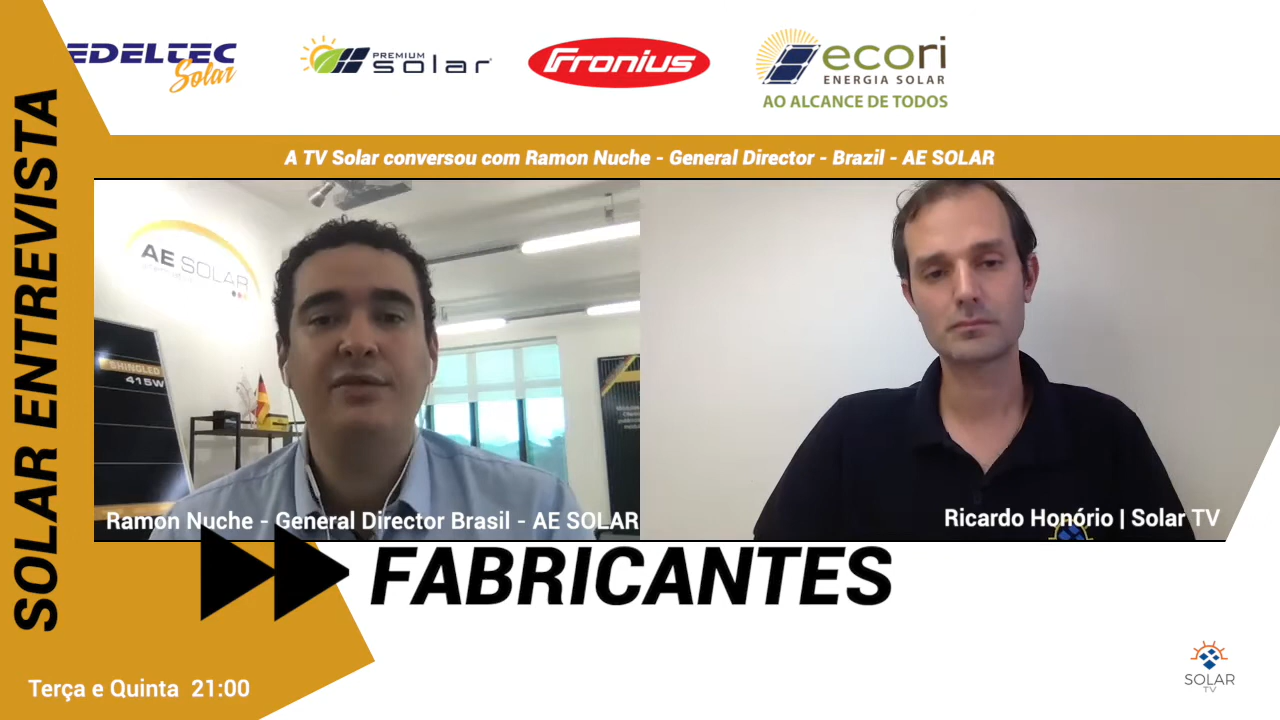 EDELTEC
Solar
PREMIUM
solar
Fronius
ecori
ENERGIA SOLAR
AO ALCANCE DE TODOS
A TV Solar conversou com Ramon Nuche - General Director - Brazil - AE SOLAR
SOLAR ENTREVISTA
AE SOLAR
SHINGLED
415W
Ramon Nuche - General Director Brasil - AE SOLAR
Ricardo Honório | Solar TV
FABRICANTES
Terça e Quinta 21:00
SOLAR
TV